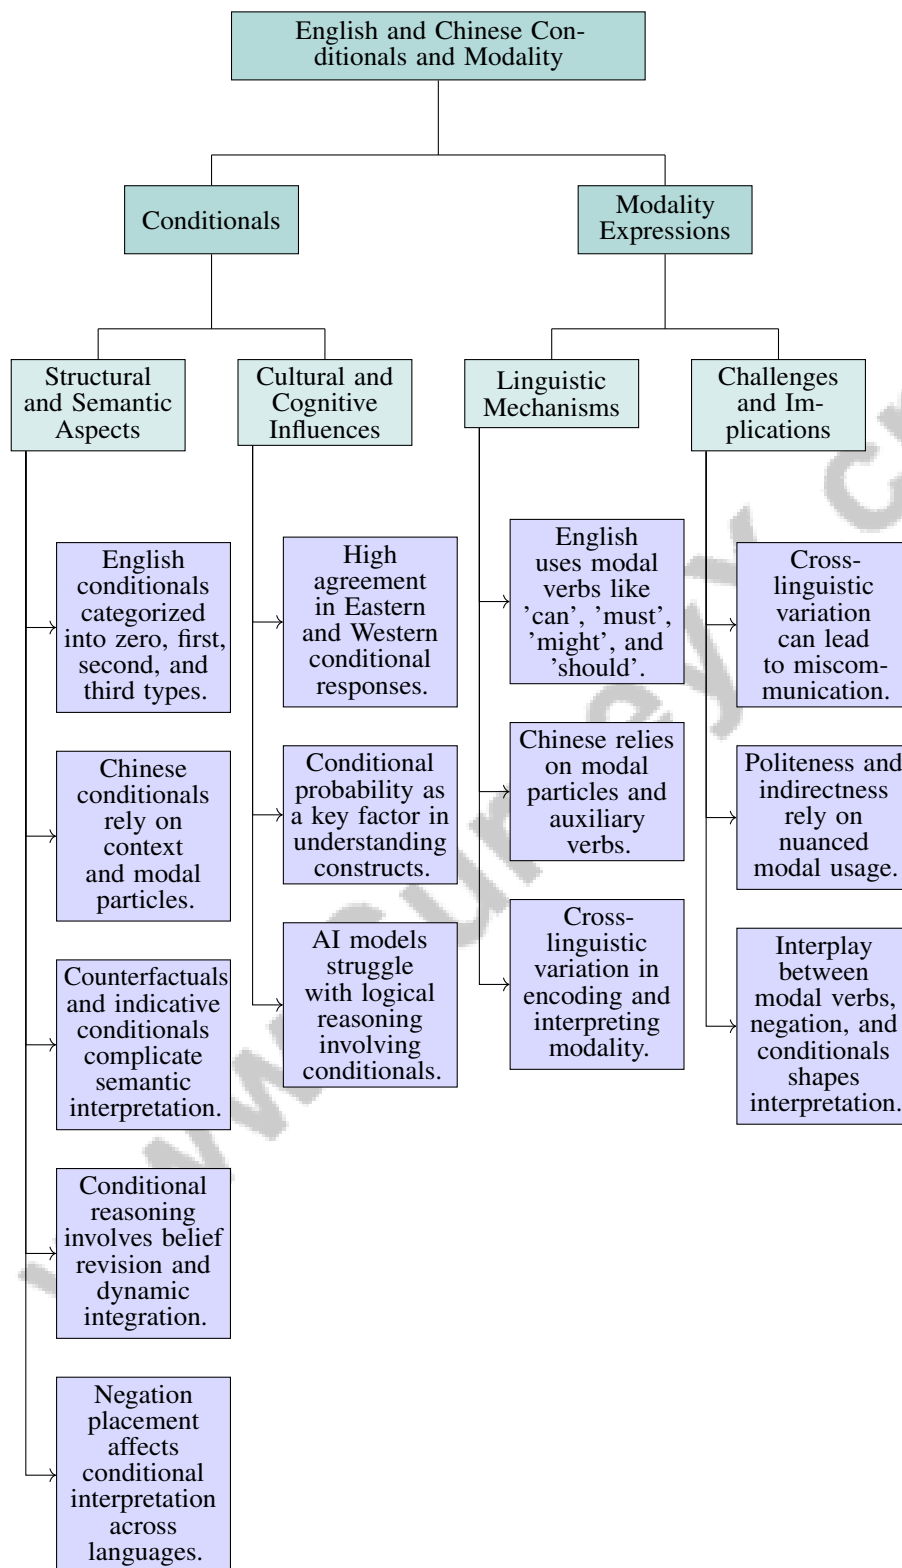 English and Chinese Con-
ditionals and Modality
Conditionals
Modality
Expressions
Structural
and Semantic
Aspects
Cultural and
Cognitive
Influences
Linguistic
Mechanisms
Challenges
and Im-
plications
English
conditionals
categorized
into zero, first,
second, and
third types.
Chinese
conditionals
rely on
context
and modal
particles.
Counterfactuals
and indicative
conditionals
complicate
semantic
interpretation.
Conditional
reasoning
involves belief
revision and
dynamic
integration.
Negation
placement
affects
conditional
interpretation
across
languages.
High
agreement
in Eastern
and Western
conditional
responses.
Conditional
probability as
a key factor in
understanding
constructs.
AI models
struggle
with logical
reasoning
involving
conditionals.
English
uses modal
verbs like
’can’, ’must’,
’might’, and
’should’.
Chinese relies
on modal
particles and
auxiliary
verbs.
Cross-
linguistic
variation in
encoding and
interpreting
modality.
Cross-
linguistic
variation
can lead
to miscom-
munication.
Politeness and
indirectness
rely on
nuanced
modal usage.
Interplay
between
modal verbs,
negation, and
conditionals
shapes
interpretation.